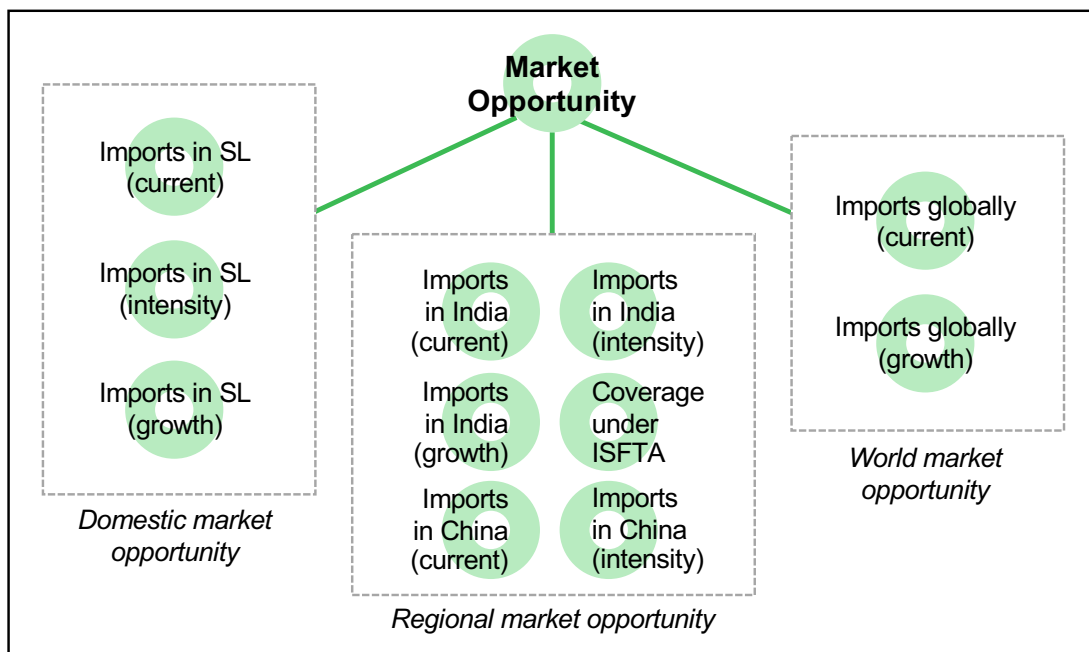 Market
Opportunity
Imports in SL
(current)
Imports in SL
(intensity)
Imports in SL
(growth)
Domestic market
opportunity
Imports
in India
(current)
Imports
in India
(intensity)
Imports
in India
(growth)
Coverage
under
ISFTA
Imports
in China
(current)
Imports
in China
(intensity)
Regional market opportunity
Imports globally
(current)
Imports globally
(growth)
World market
opportunity